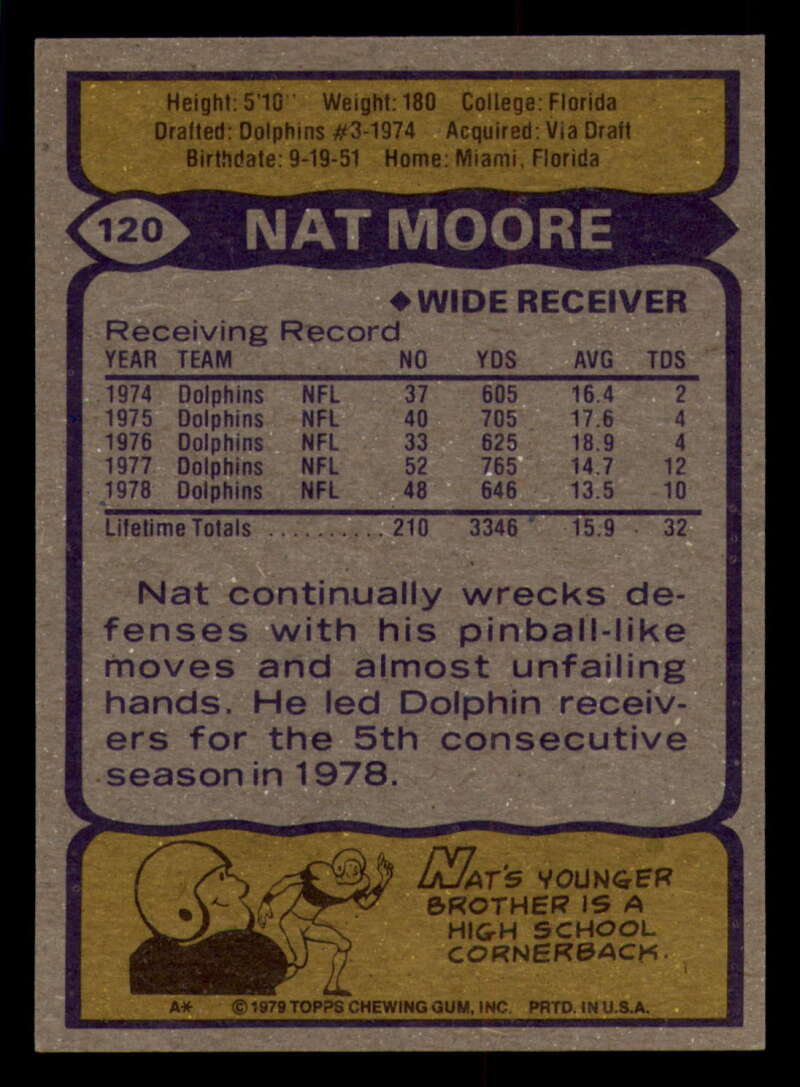 Height: 5'10" Weight: 180 College: Florida
Drafted: Dolphins #3-1974 Acquired: Via Draft
Birthdate: 9-19-51 Home: Miami, Florida
120 NAT MOORE
◆ WIDE RECEIVER
Receiving Record
YEAR TEAM NO YDS AVG TDS
1974 Dolphins NFL 37 605 16.4 2
1975 Dolphins NFL 40 705 17.6 4
1976 Dolphins NFL 33 625 18.9 4
1977 Dolphins NFL 52 765 14.7 12
1978 Dolphins NFL 48 646 13.5 10
Lifetime Totals .......... 210 3346 15.9 32
Nat continually wrecks de-
fenses with his pinball-like
moves and almost unfailing
hands. He led Dolphin receiv-
ers for the 5th consecutive
season in 1978.
NAT'S YOUNGER
BROTHER IS A
HIGH SCHOOL
CORNERBACK.
A* © 1979 TOPPS CHEWING GUM, INC. PRTD. IN U.S.A.